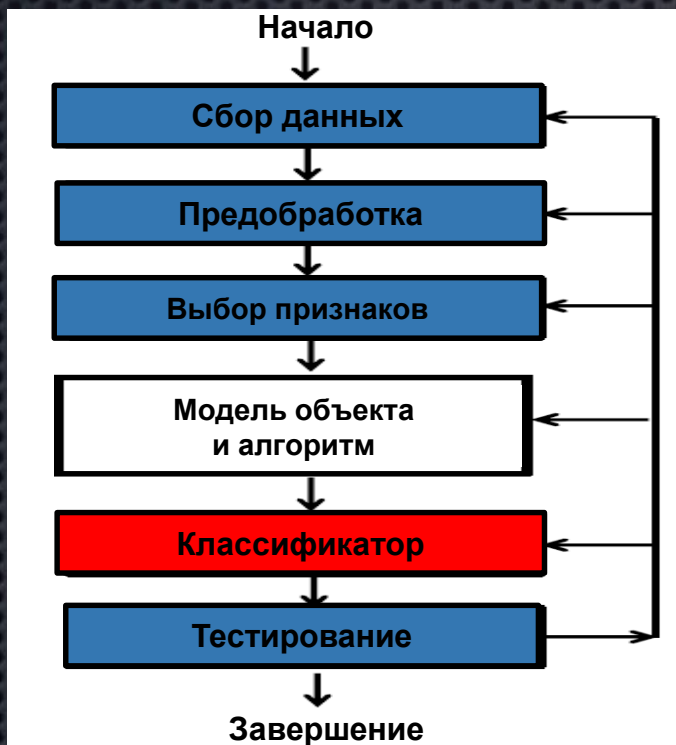 Начало
Сбор данных
Предобработка
Выбор признаков
Модель объекта
и алгоритм
Классификатор
Тестирование
Завершение